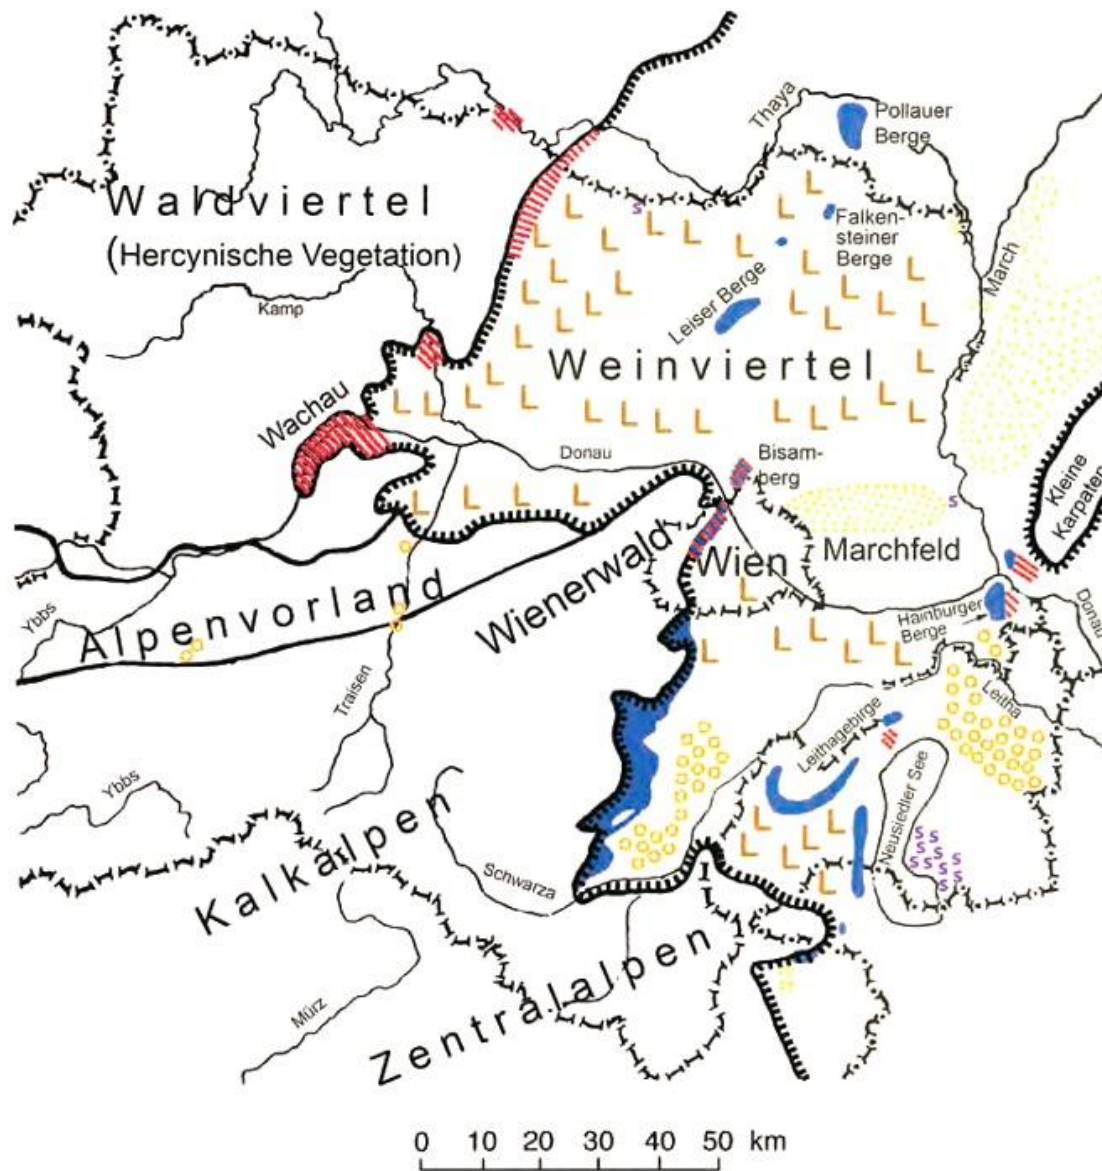 Thaya
Pollauer
Berge
Waldviertel
(Hercynische Vegetation)
Falken-
steiner
Berge
March
Kamp
Leiser Berge
Weinviertel
Wachau
Donau
Bisam-
berg
Kleine
Karpaten
Wienerwald
Wien
Marchfeld
Ybbs
Alpenvorland
Hainburger
Berge
Donau
Traisen
Leitha
Leithagebirge
Ybbs
Neusiedler See
Kalkalpen
Schwarza
Zentralalpen
Mürz
0 10 20 30 40 50 km